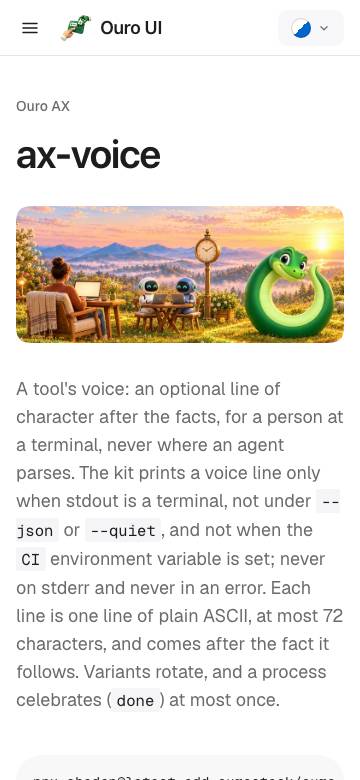 Ouro UI
Ouro AX
ax-voice
A tool's voice: an optional line of
character after the facts, for a person at
a terminal, never where an agent
parses. The kit prints a voice line only
when stdout is a terminal, not under --
json or --quiet, and not when the
CI environment variable is set; never
on stderr and never in an error. Each
line is one line of plain ASCII, at most 72
characters, and comes after the fact it
follows. Variants rotate, and a process
celebrates ( done ) at most once.